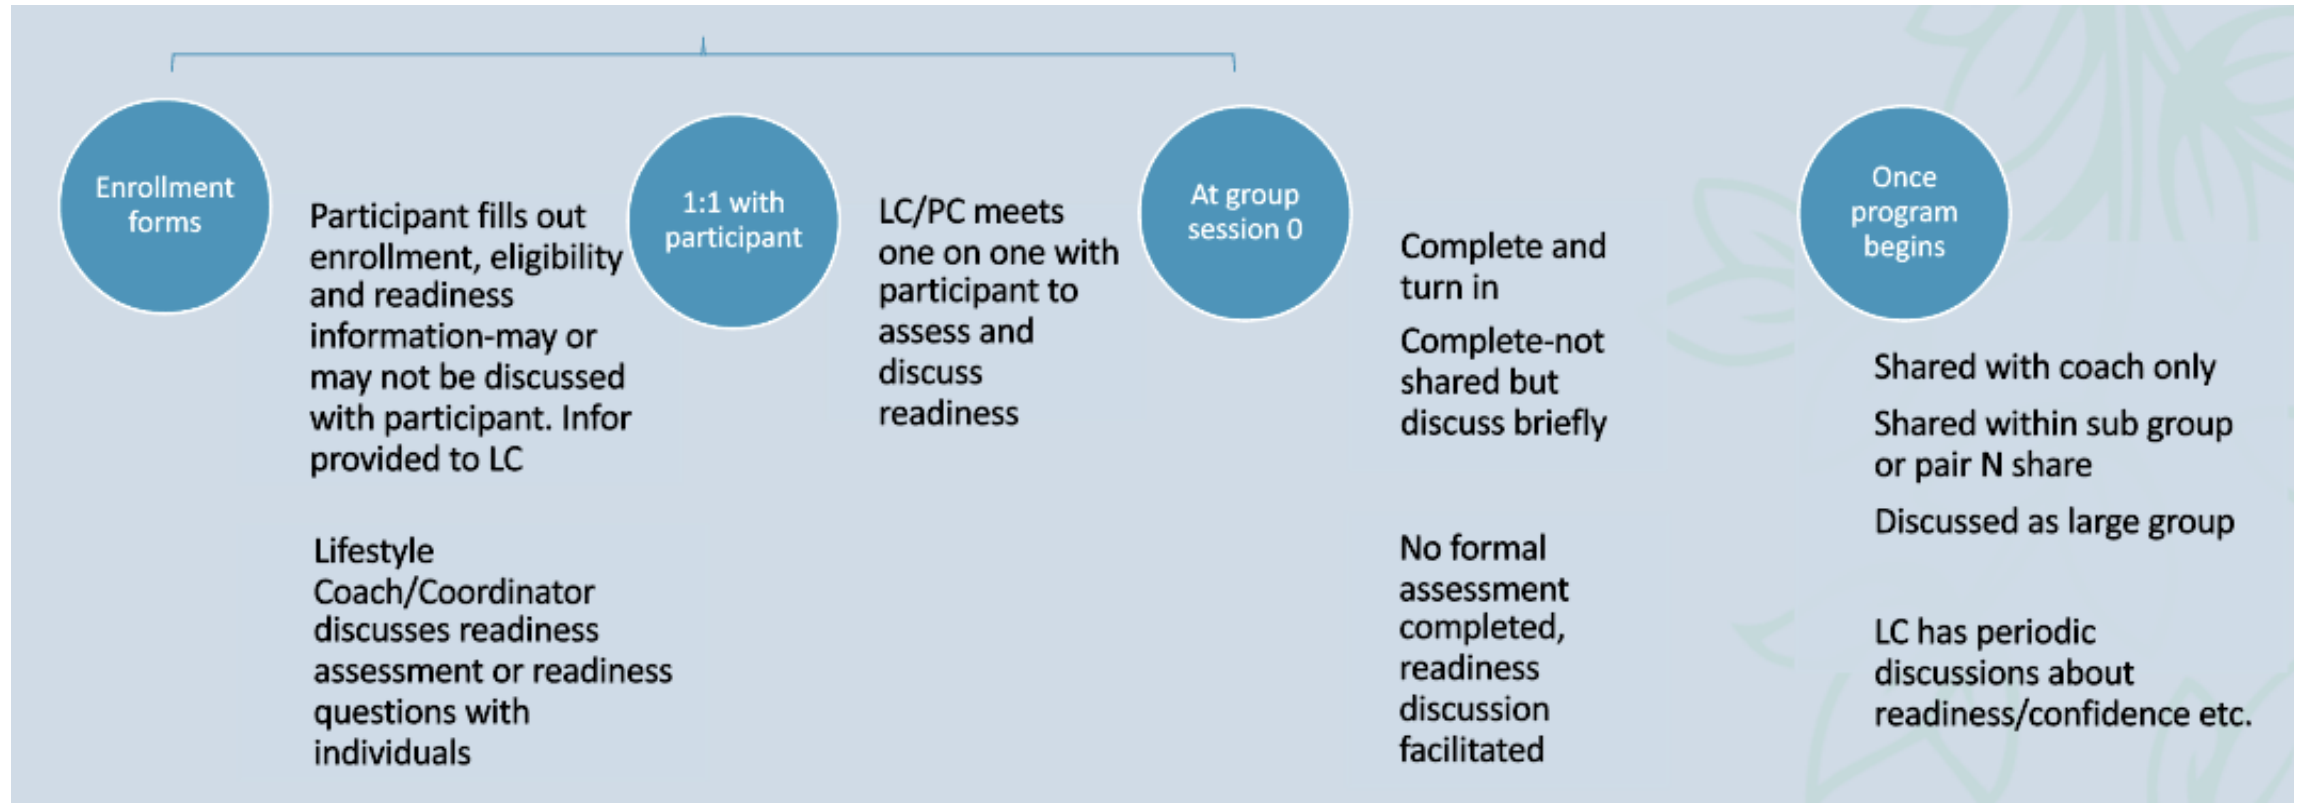 Enrollment
forms
Participant fills out
enrollment, eligibility
and readiness
information-may or
may not be discussed
with participant. Infor
provided to LC
Lifestyle
Coach/Coordinator
discusses readiness
assessment or readiness
questions with
individuals
1:1 with
participant
LC/PC meets
one on one with
participant to
assess and
discuss
readiness
At group
session 0
Complete and
turn in
Complete-not
shared but
discuss briefly
No formal
assessment
completed,
readiness
discussion
facilitated
Once
program
begins
Shared with coach only
Shared within sub group
or pair N share
Discussed as large group
LC has periodic
discussions about
readiness/confidence etc.